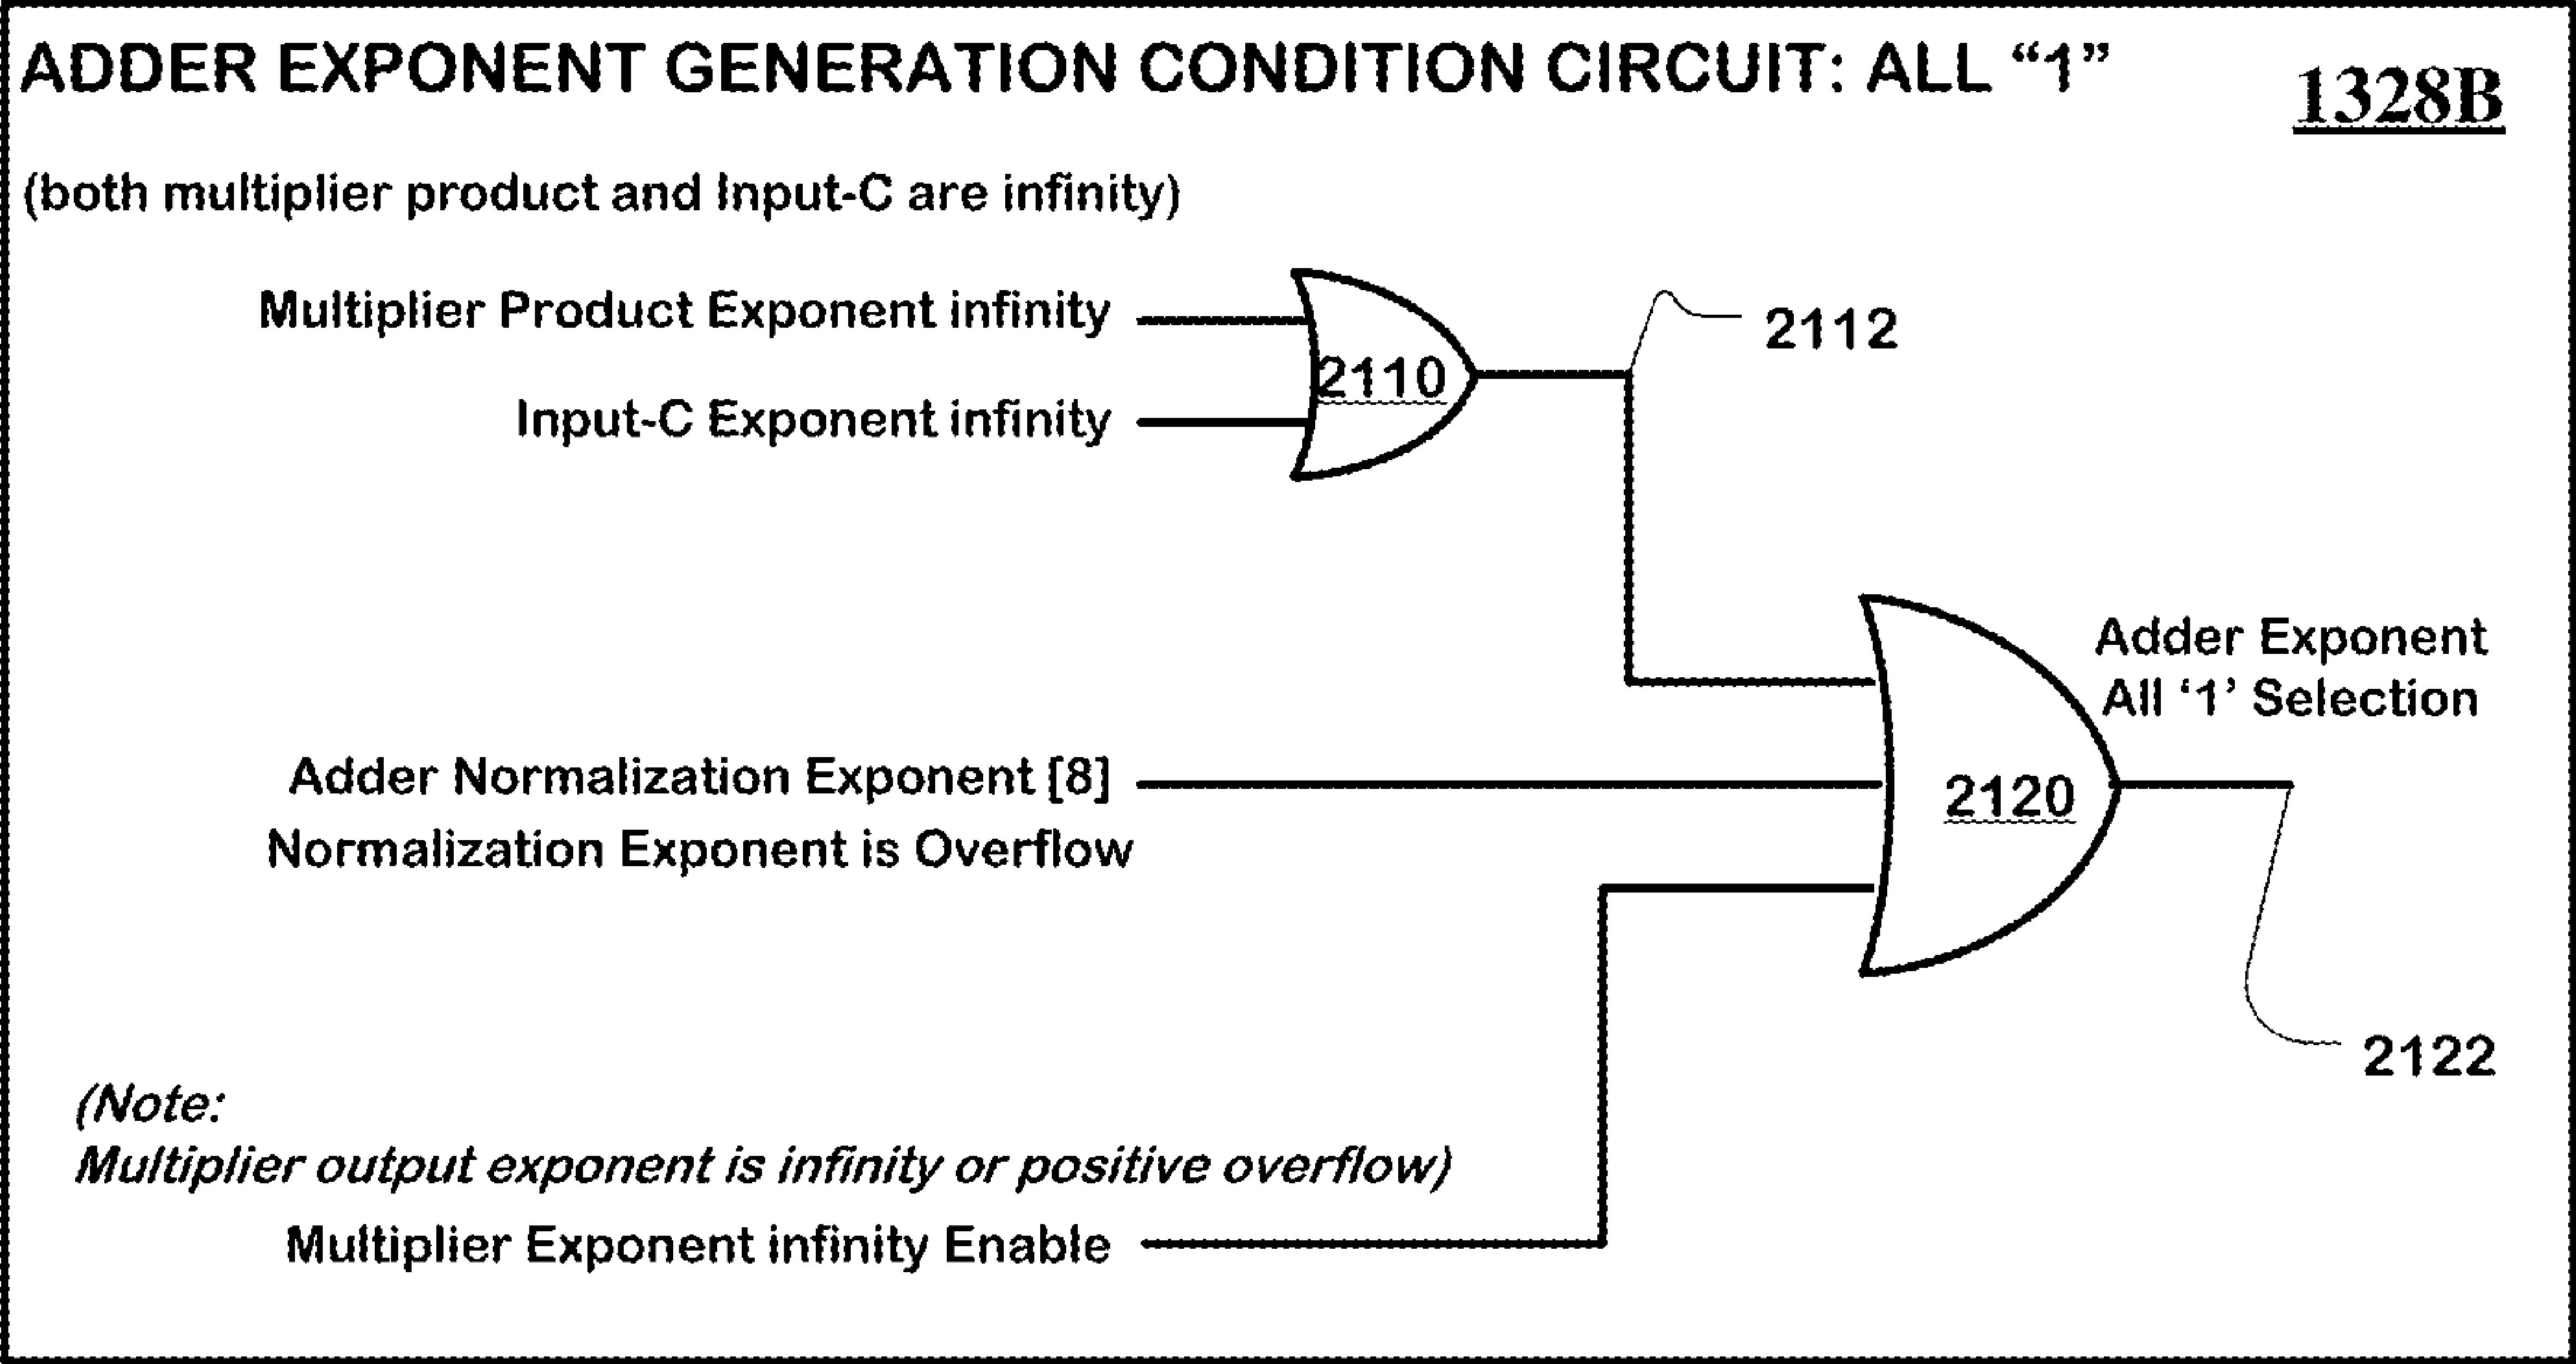 ADDER EXPONENT GENERATION CONDITION CIRCUIT: ALL “1”
1328B
(both multiplier product and Input-C are infinity)
Multiplier Product Exponent infinity
2112
2110
Input-C Exponent infinity
Adder Exponent
All ‘1’ Selection
Adder Normalization Exponent [8]
2120
Normalization Exponent is Overflow
2122
(Note:
Multiplier output exponent is infinity or positive overflow)
Multiplier Exponent infinity Enable